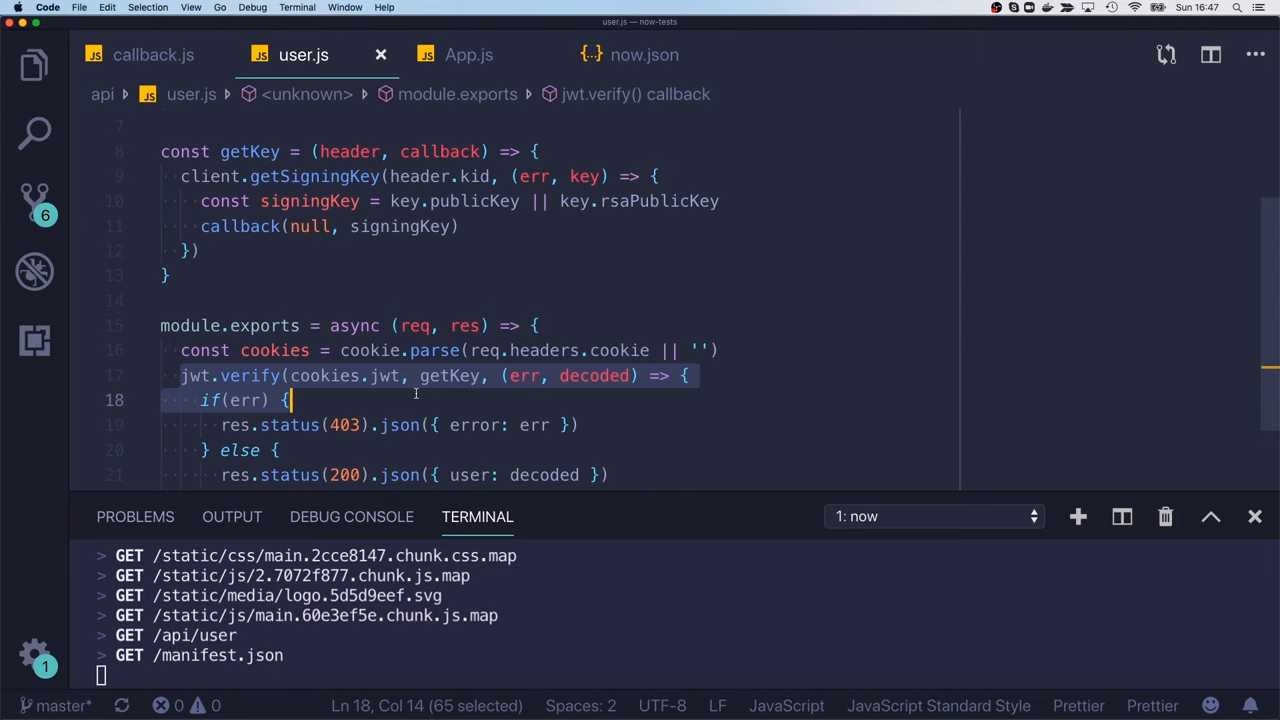 Code File Edit Selection View Go Debug Terminal Window Help Sun 16:47
user.js — now-tests
JS callback.js JS user.js JS App.js {..} now.json
api JS user.js <unknown> module.exports jwt.verify() callback
7
8 const getKey = (header, callback) => {
9 client.getSigningKey(header.kid, (err, key) => {
10 const signingKey = key.publicKey || key.rsaPublicKey
11 callback(null, signingKey)
12 })
13 }
14
15 module.exports = async (req, res) => {
16 const cookies = cookie.parse(req.headers.cookie || '')
17 jwt.verify(cookies.jwt, getKey, (err, decoded) => {
18 if(err) {
19 res.status(403).json({ error: err })
20 } else {
21 res.status(200).json({ user: decoded })
6
PROBLEMS OUTPUT DEBUG CONSOLE TERMINAL 1: now
> GET /static/css/main.2cce8147.chunk.css.map
> GET /static/js/2.7072f877.chunk.js.map
> GET /static/media/logo.5d5d9eef.svg
> GET /static/js/main.60e3ef5e.chunk.js.map
> GET /api/user
> GET /manifest.json
1
master* 0 0 Ln 18, Col 14 (65 selected) Spaces: 2 UTF-8 LF JavaScript JavaScript Standard Style Prettier Prettier